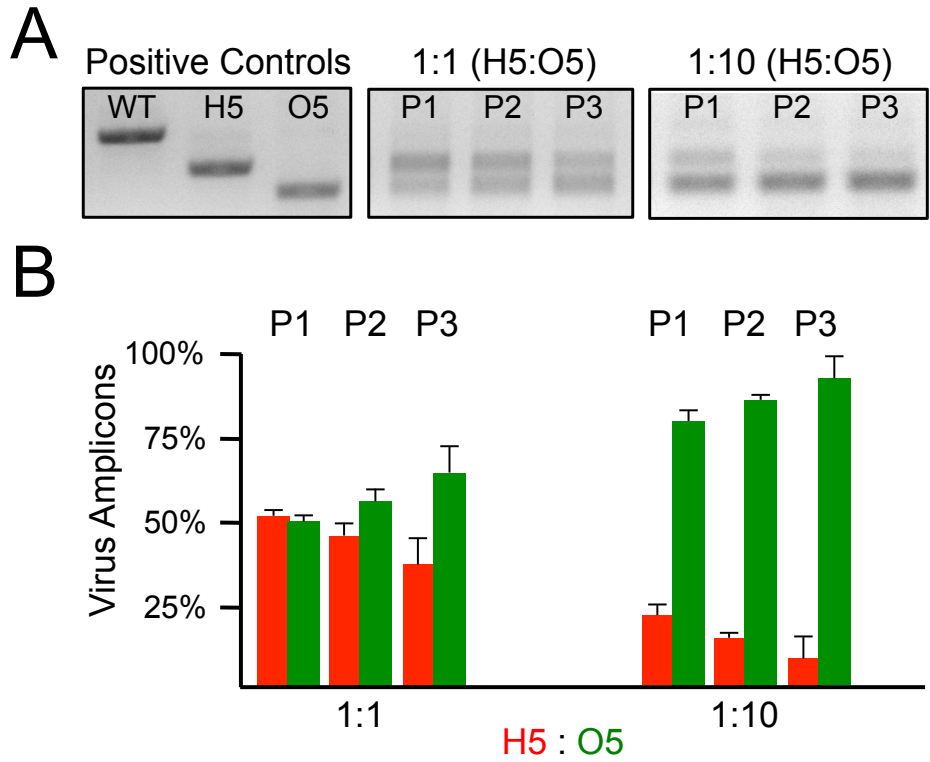 A
Positive Controls
1:1 (H5:O5)
1:10 (H5:O5)
WT H5 O5
P1 P2 P3
P1 P2 P3
B
P1 P2 P3
P1 P2 P3
Virus Amplicons
100%
75%
50%
25%
1:1
1:10
H5 : O5